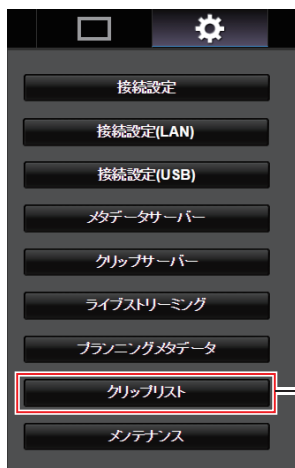 接続設定
接続設定(LAN)
接続設定(USB)
メタデータサーバー
クリップサーバー
ライブストリーミング
プランニングメタデータ
クリップリスト
メンテナンス